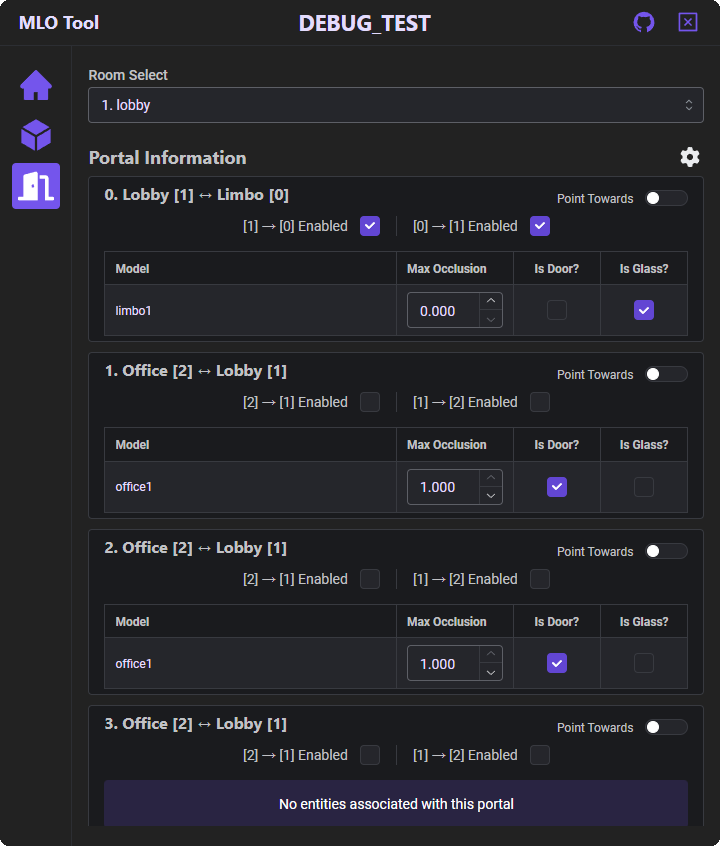 MLO Tool
DEBUG_TEST
Room Select
1. lobby
Portal Information
0. Lobby [1] ↔ Limbo [0]
Point Towards
[1] → [0] Enabled
[0] → [1] Enabled
Model Max Occlusion Is Door? Is Glass?
limbo1 0.000
1. Office [2] ↔ Lobby [1]
Point Towards
[2] → [1] Enabled
[1] → [2] Enabled
Model Max Occlusion Is Door? Is Glass?
office1 1.000
2. Office [2] ↔ Lobby [1]
Point Towards
[2] → [1] Enabled
[1] → [2] Enabled
Model Max Occlusion Is Door? Is Glass?
office1 1.000
3. Office [2] ↔ Lobby [1]
Point Towards
[2] → [1] Enabled
[1] → [2] Enabled
No entities associated with this portal